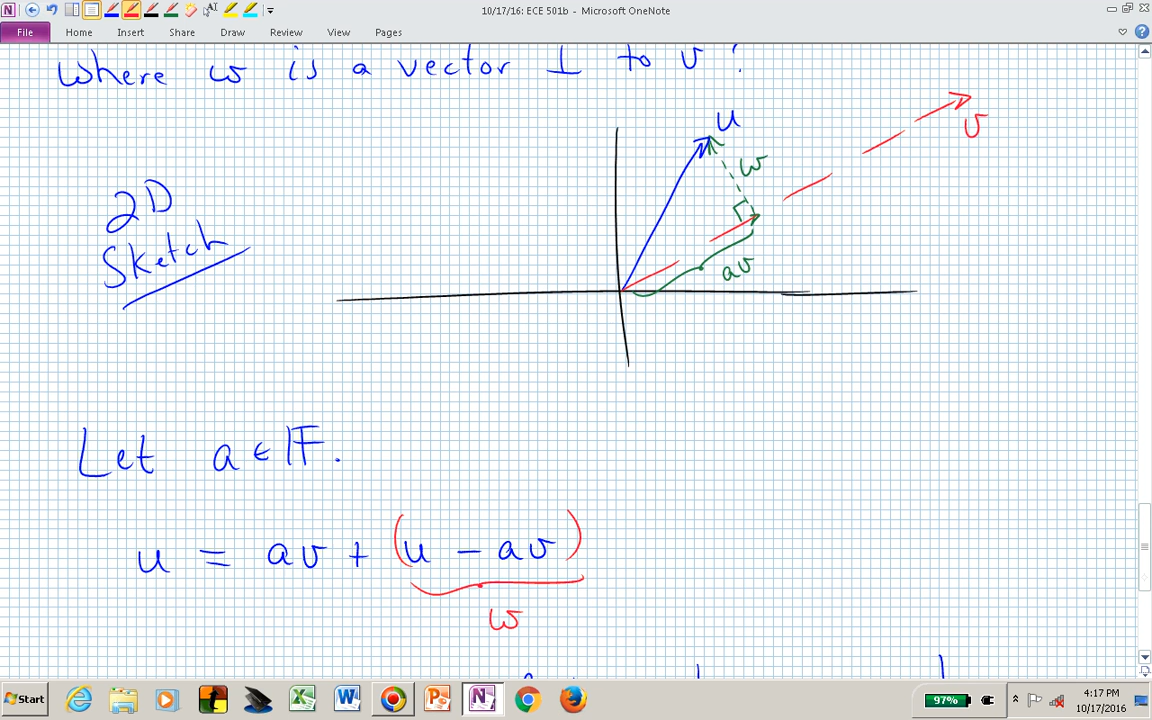 10/17/16: ECE 501b - Microsoft OneNote
File Home Insert Share Draw Review View Pages
Where w is a vector ⊥ to v?
u
v
w
2D
Sketch
av
Let a ∈ 𝔽.
u = av + (u - av)
w
Start
97%
4:17 PM
10/17/2016